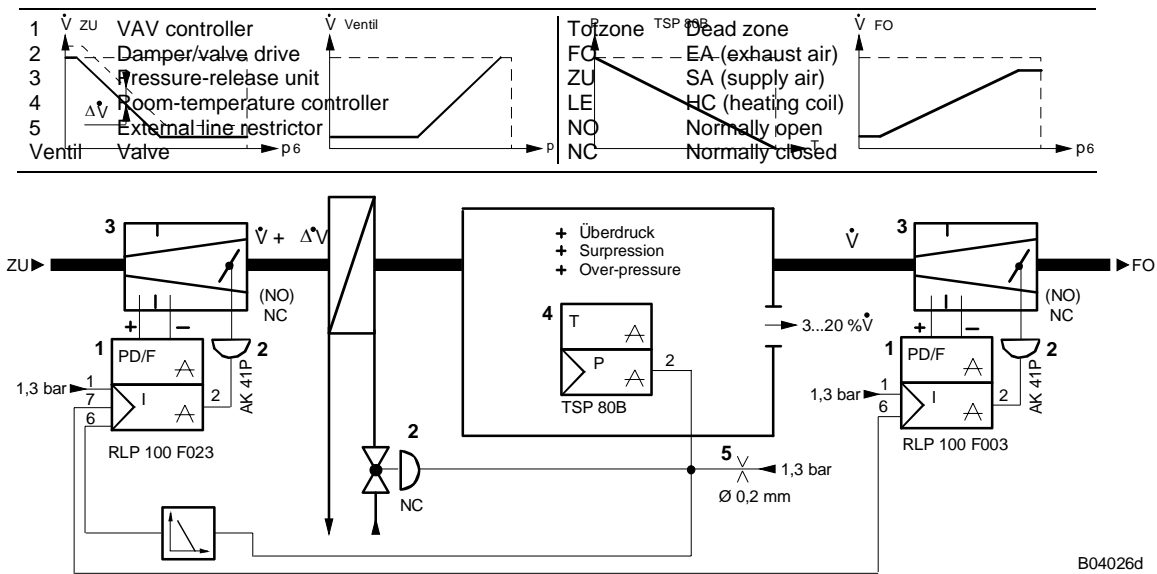 V̇ ZU
V̇ Ventil
P TSP 80B
V̇ FO
1 VAV controller
2 Damper/valve drive
3 Pressure-release unit
4 Room-temperature controller
5 External line restrictor
Ventil Valve
ΔV̇
p6
p
T
p6
Totzone Dead zone
FO EA (exhaust air)
ZU SA (supply air)
LE HC (heating coil)
NO Normally open
NC Normally closed
3
V̇ + ΔV̇
+ Überdruck
+ Surpression
+ Over-pressure
V̇
3
ZU
FO
(NO)
NC
(NO)
NC
4
T
P
2
TSP 80B
3...20 %V̇
+ −
+ −
1
PD/F
2
1
PD/F
2
1,3 bar
1
7
6
I
2
AK 41P
RLP 100 F023
1,3 bar
1
6
I
2
AK 41P
RLP 100 F003
2
NC
5
1,3 bar
Ø 0,2 mm
B04026d